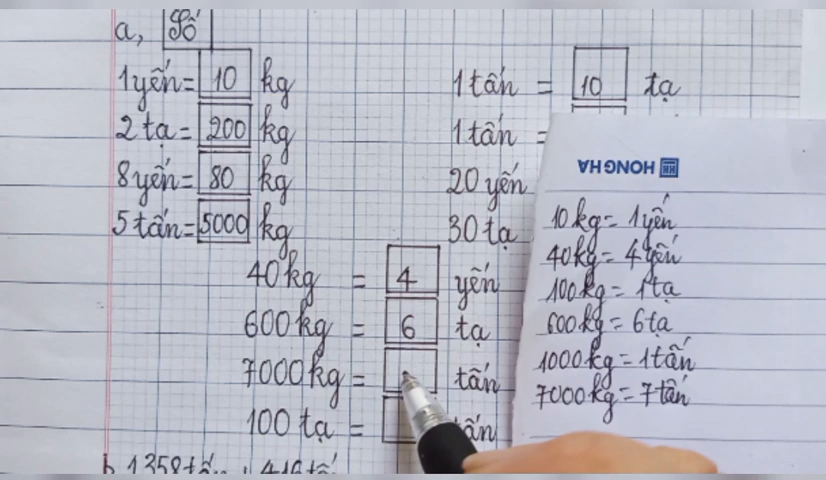 a, Số
1 yến = 10 kg
2 tạ = 200 kg
8 yến = 80 kg
5 tấn = 5000 kg
1 tấn = 10 tạ
1 tấn =
20 yến
30 tạ
40 kg = 4 yến
600 kg = 6 tạ
7000 kg = tấn
100 tạ = tấn
HONG HA
10 kg = 1 yến
40 kg = 4 yến
100 kg = 1 tạ
600 kg = 6 tạ
1000 kg = 1 tấn
7000 kg = 7 tấn